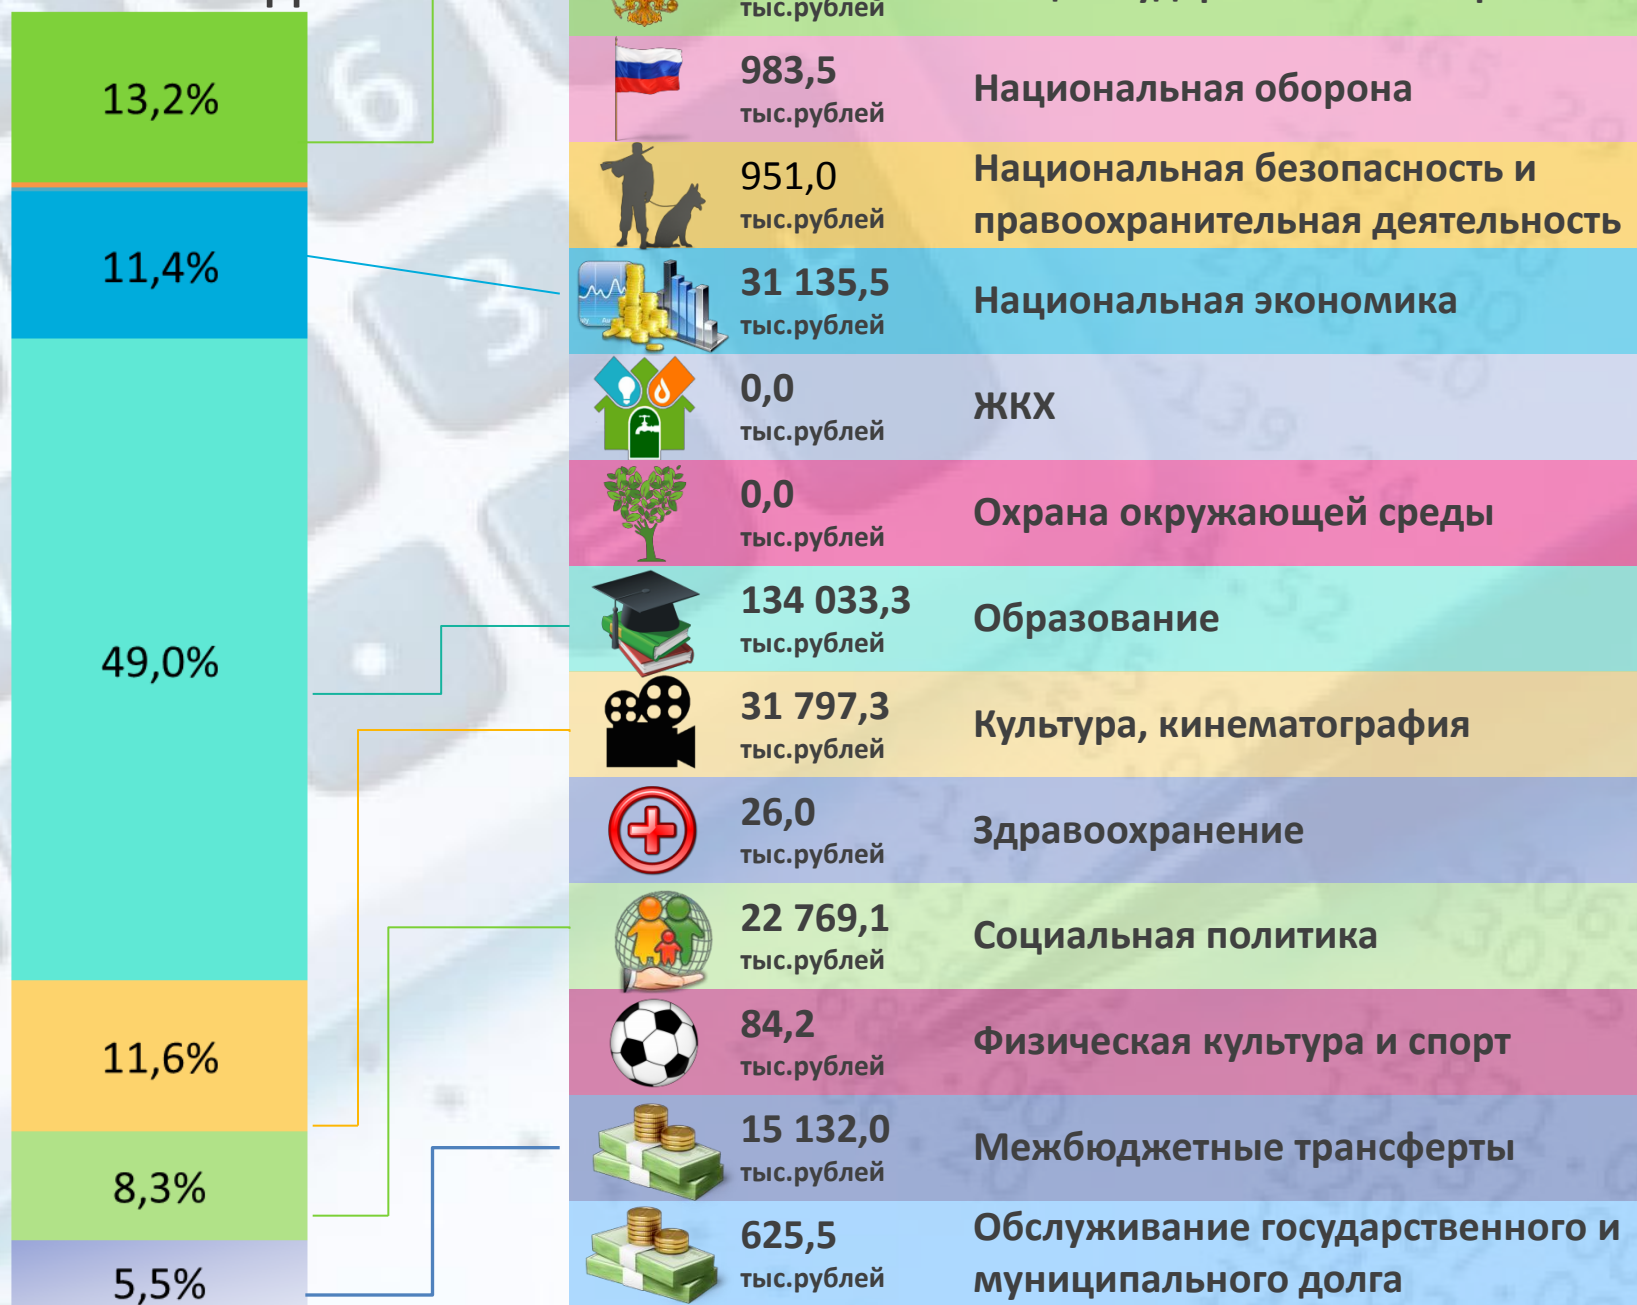 тыс.рублей
13,2%
11,4%
49,0%
11,6%
8,3%
5,5%
983,5
тыс.рублей
Национальная оборона
951,0
тыс.рублей
Национальная безопасность и
правоохранительная деятельность
31 135,5
тыс.рублей
Национальная экономика
0,0
тыс.рублей
ЖКХ
0,0
тыс.рублей
Охрана окружающей среды
134 033,3
тыс.рублей
Образование
31 797,3
тыс.рублей
Культура, кинематография
26,0
тыс.рублей
Здравоохранение
22 769,1
тыс.рублей
Социальная политика
84,2
тыс.рублей
Физическая культура и спорт
15 132,0
тыс.рублей
Межбюджетные трансферты
625,5
тыс.рублей
Обслуживание государственного и
муниципального долга